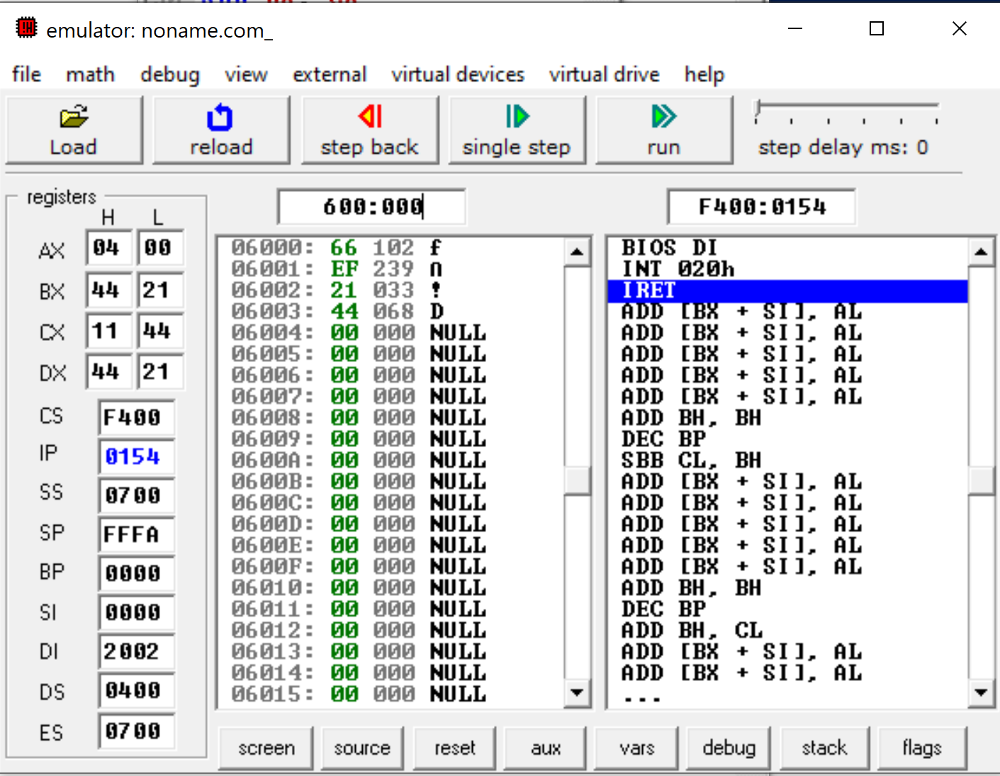 emulator: noname.com_
file math debug view external virtual devices virtual drive help
Load reload step back single step run step delay ms: 0
registers
H L
AX 04 00
BX 44 21
CX 11 44
DX 44 21
CS F400
IP 0154
SS 0700
SP FFFA
BP 0000
SI 0000
DI 2002
DS 0400
ES 0700
600:000
06000: 66 102 f
06001: EF 239 ∩
06002: 21 033 !
06003: 44 068 D
06004: 00 000 NULL
06005: 00 000 NULL
06006: 00 000 NULL
06007: 00 000 NULL
06008: 00 000 NULL
06009: 00 000 NULL
0600A: 00 000 NULL
0600B: 00 000 NULL
0600C: 00 000 NULL
0600D: 00 000 NULL
0600E: 00 000 NULL
0600F: 00 000 NULL
06010: 00 000 NULL
06011: 00 000 NULL
06012: 00 000 NULL
06013: 00 000 NULL
06014: 00 000 NULL
06015: 00 000 NULL
F400:0154
BIOS DI
INT 020h
IRET
ADD [BX + SI], AL
ADD [BX + SI], AL
ADD [BX + SI], AL
ADD [BX + SI], AL
ADD [BX + SI], AL
ADD BH, BH
DEC BP
SBB CL, BH
ADD [BX + SI], AL
ADD [BX + SI], AL
ADD [BX + SI], AL
ADD [BX + SI], AL
ADD [BX + SI], AL
ADD BH, BH
DEC BP
ADD BH, CL
ADD [BX + SI], AL
ADD [BX + SI], AL
...
screen source reset aux vars debug stack flags